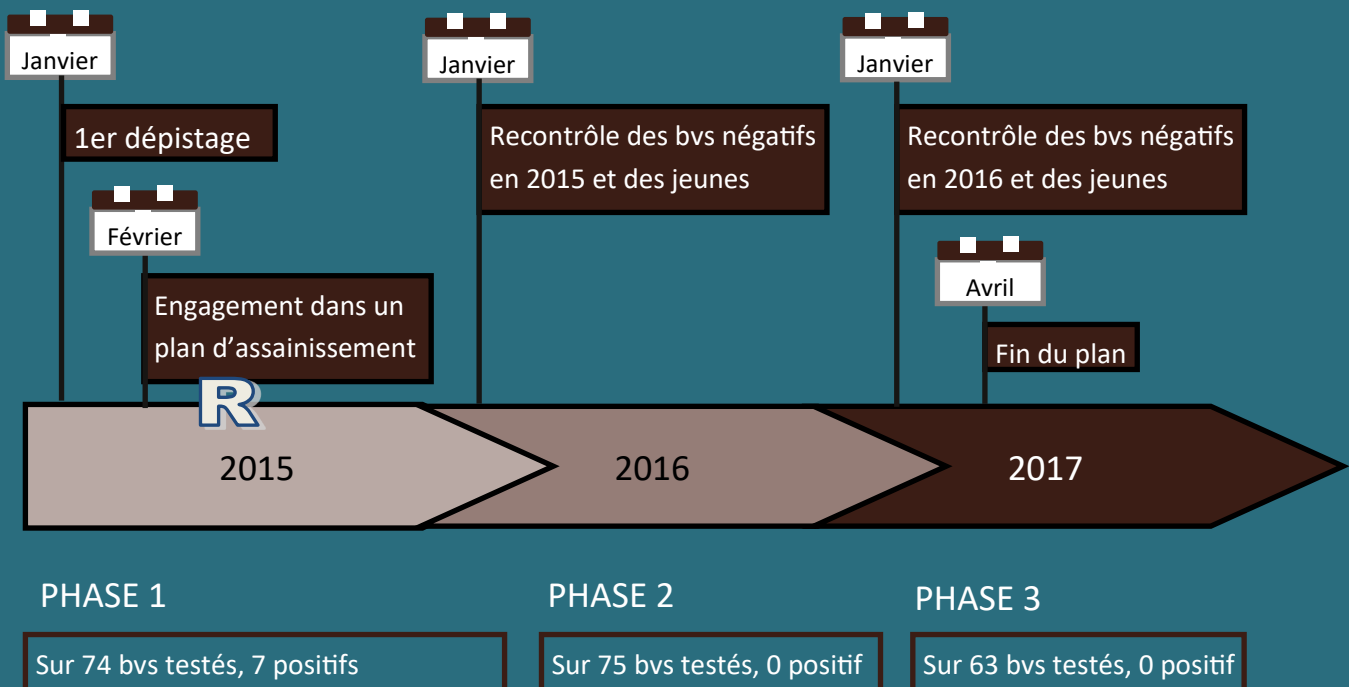 Janvier
1er dépistage
Février
Engagement dans un
plan d’assainissement
R
Janvier
Recontrôle des bvs négatifs
en 2015 et des jeunes
Janvier
Recontrôle des bvs négatifs
en 2016 et des jeunes
Avril
Fin du plan
2015
2016
2017
PHASE 1
Sur 74 bvs testés, 7 positifs
PHASE 2
Sur 75 bvs testés, 0 positif
PHASE 3
Sur 63 bvs testés, 0 positif